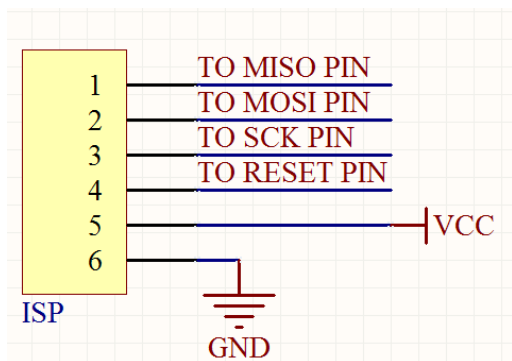 1 TO MISO PIN
2 TO MOSI PIN
3 TO SCK PIN
4 TO RESET PIN
5 VCC
6
ISP
GND